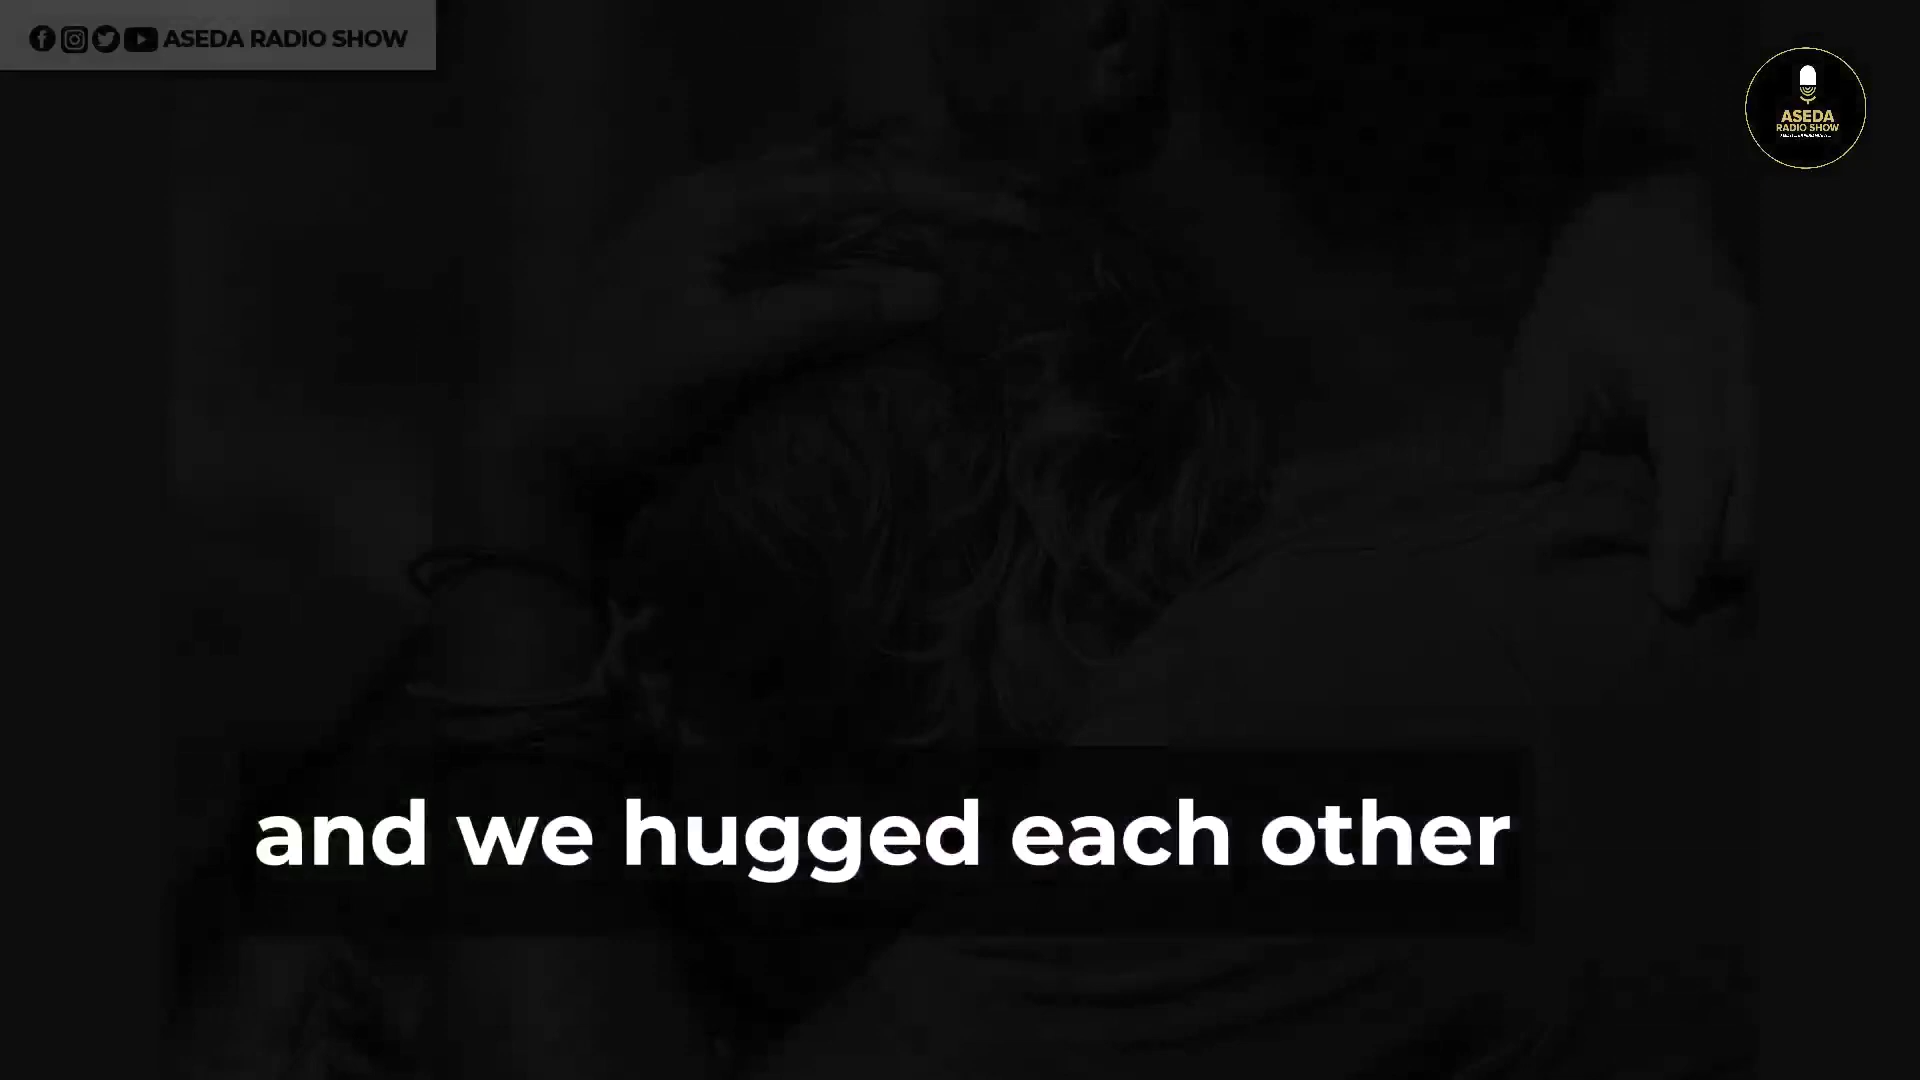 ASEDA RADIO SHOW
ASEDA
RADIO SHOW
and we hugged each other